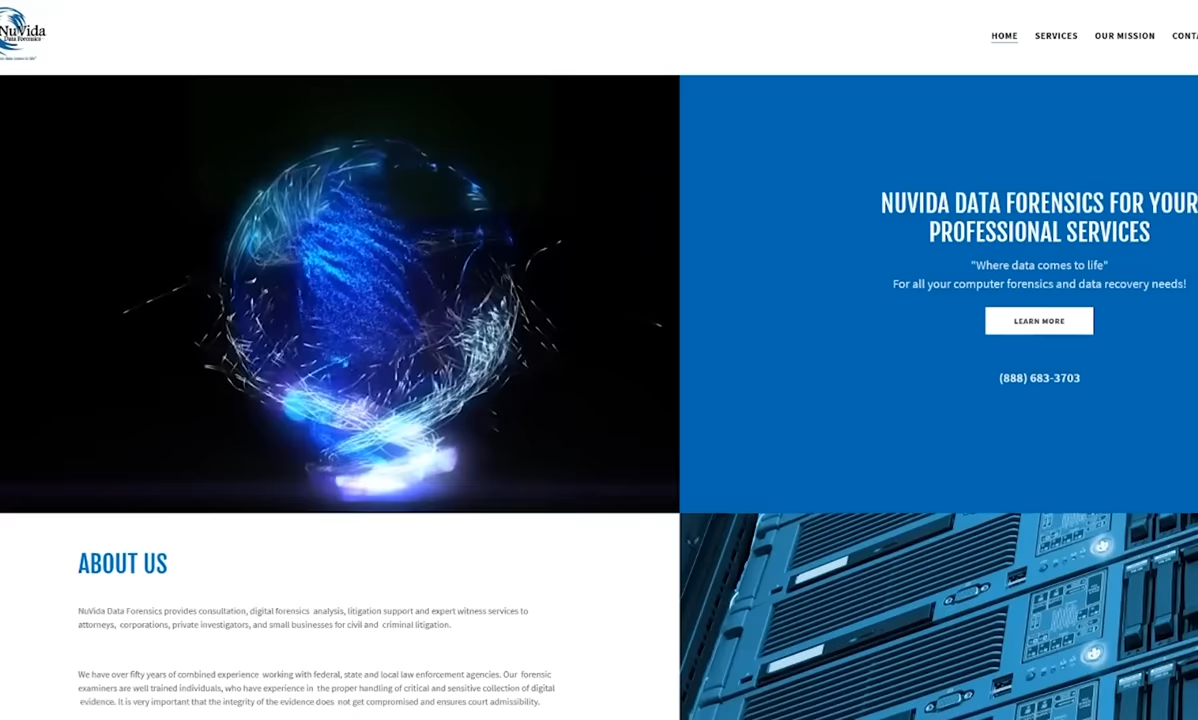 NuVida
Data Forensics
HOME SERVICES OUR MISSION CONTA
NUVIDA DATA FORENSICS FOR YOUR
PROFESSIONAL SERVICES
"Where data comes to life"
For all your computer forensics and data recovery needs!
LEARN MORE
(888) 683-3703
ABOUT US
NuVida Data Forensics provides consultation, digital forensics analysis, litigation support and expert witness services to
attorneys, corporations, private investigators, and small businesses for civil and criminal litigation.
We have over fifty years of combined experience working with federal, state and local law enforcement agencies. Our forensic
examiners are well trained individuals, who have experience in the proper handling of critical and sensitive collection of digital
evidence. It is very important that the integrity of the evidence does not get compromised and ensures court admissibility.